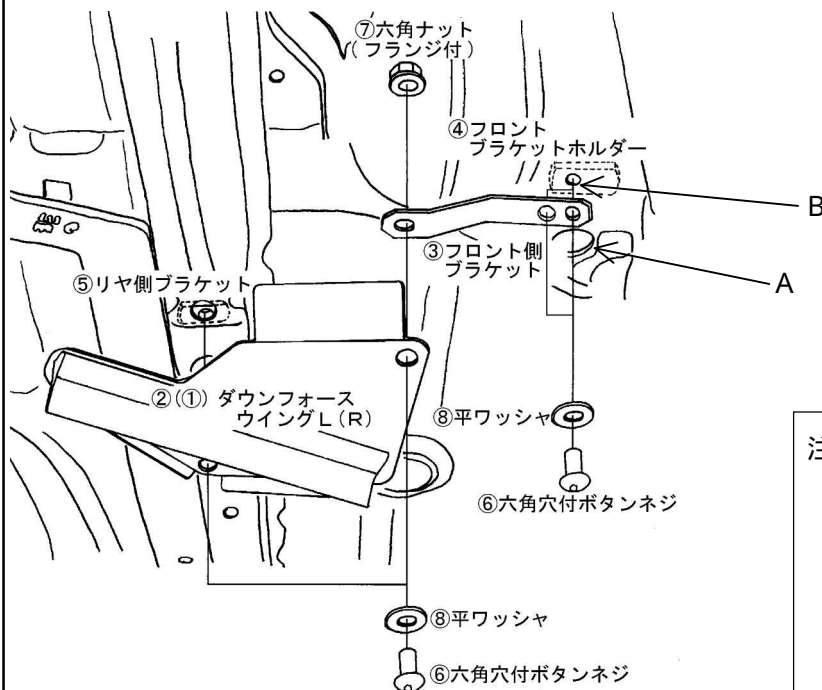 ⑦六角ナット
(フランジ付)
④フロント
ブラケットホルダー
B
③フロント側
ブラケット
A
⑤リヤ側ブラケット
②(①) ダウンフォース
ウイングL(R)
⑧平ワッシャ
注
⑥六角穴付ボタンネジ
⑧平ワッシャ
⑥六角穴付ボタンネジ